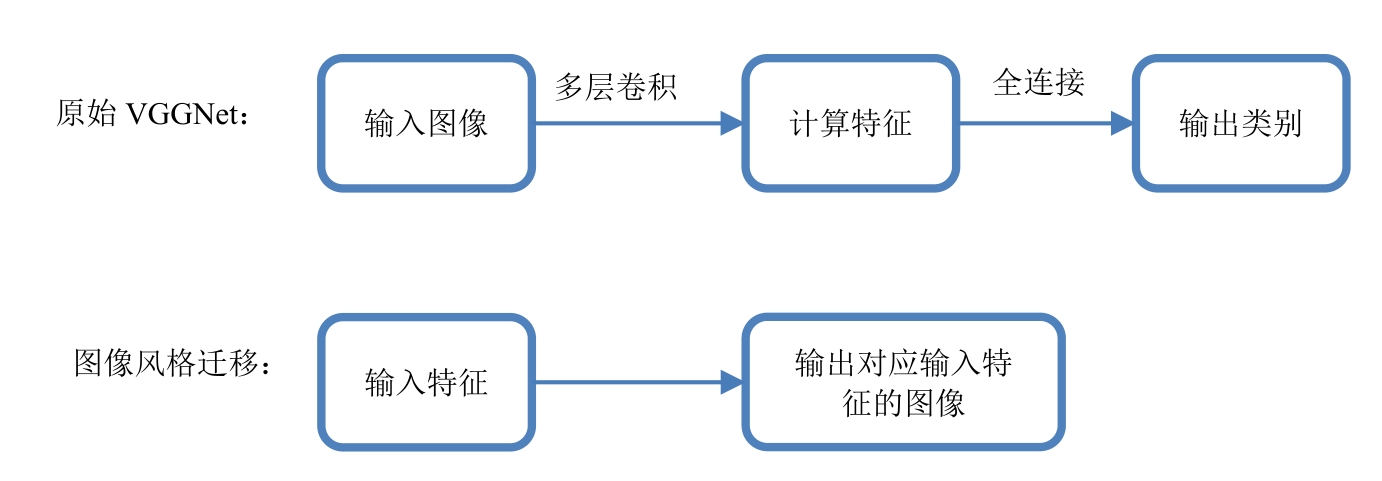 原始 VGGNet：
输入图像
多层卷积
计算特征
全连接
输出类别
图像风格迁移：
输入特征
输出对应输入特
征的图像